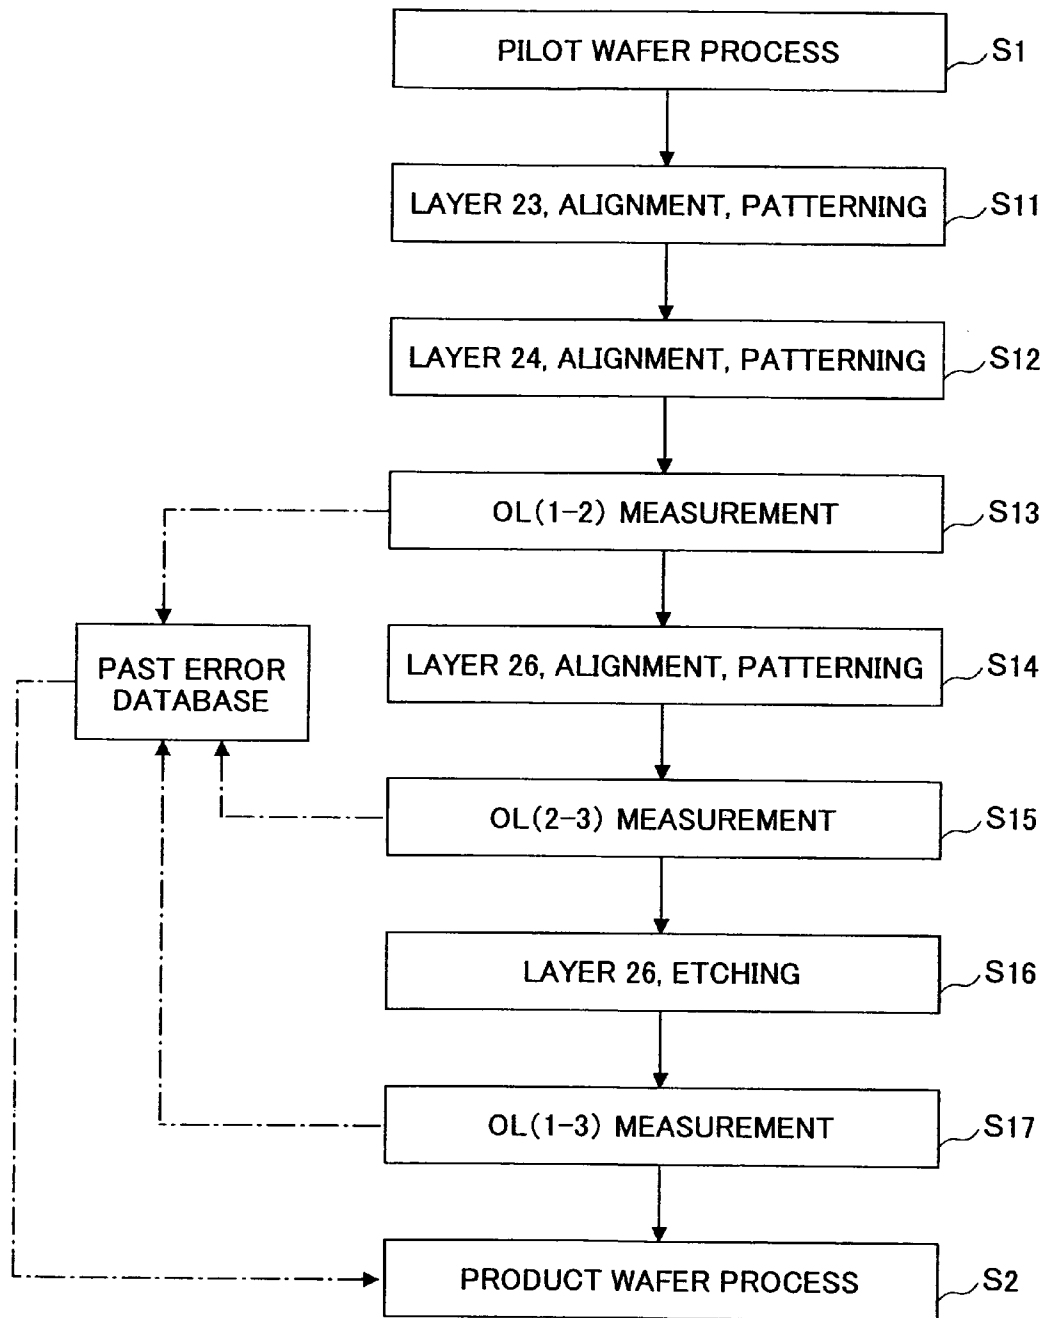 PILOT WAFER PROCESS
S1
LAYER 23, ALIGNMENT, PATTERNING
S11
LAYER 24, ALIGNMENT, PATTERNING
S12
OL(1-2) MEASUREMENT
S13
PAST ERROR
DATABASE
LAYER 26, ALIGNMENT, PATTERNING
S14
OL(2-3) MEASUREMENT
S15
LAYER 26, ETCHING
S16
OL(1-3) MEASUREMENT
S17
PRODUCT WAFER PROCESS
S2